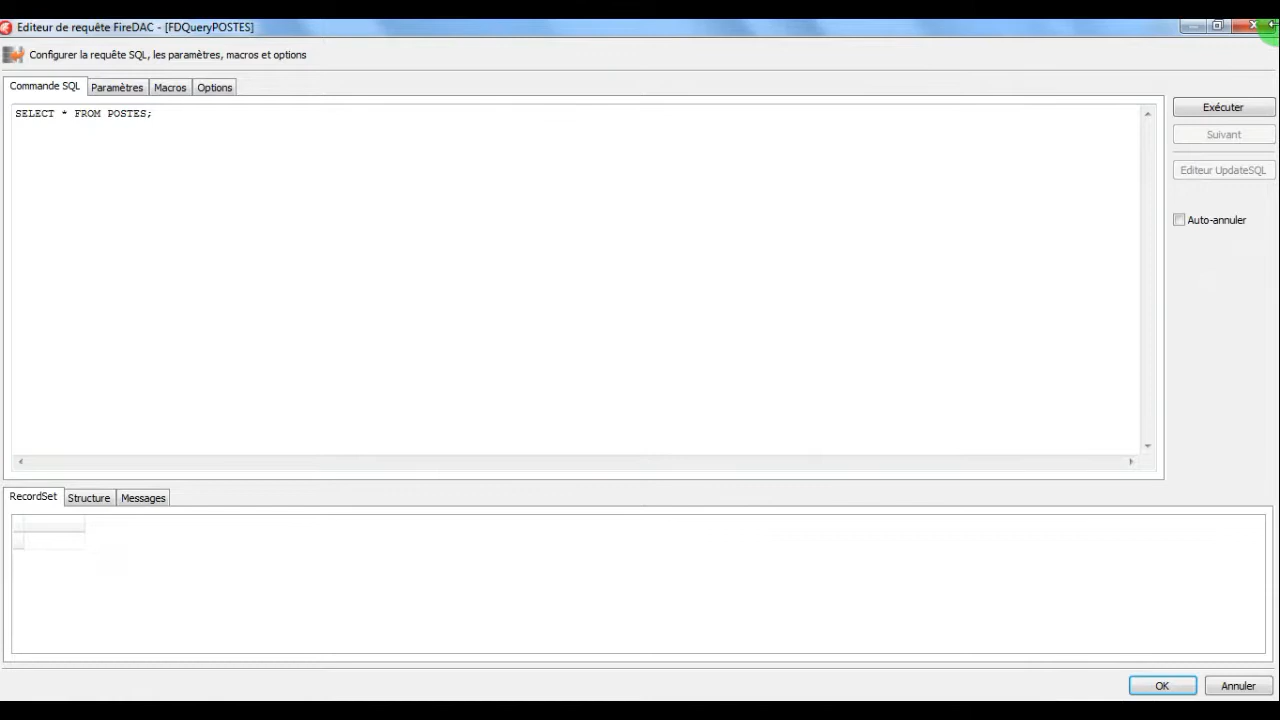 Editeur de requête FireDAC - [FDQueryPOSTES]
Configurer la requête SQL, les paramètres, macros et options
Commande SQL Paramètres Macros Options
SELECT * FROM POSTES;
Exécuter
Suivant
Editeur UpdateSQL
Auto-annuler
RecordSet Structure Messages
OK Annuler